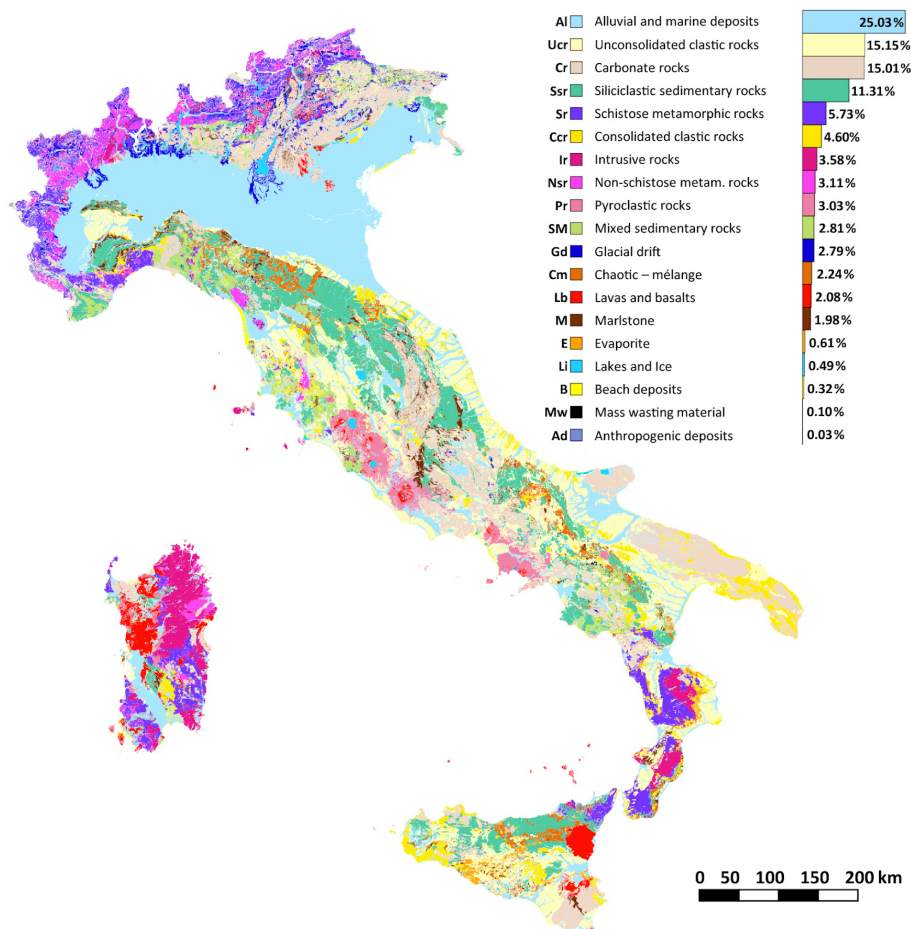 Al Alluvial and marine deposits 25.03%
Ucr Unconsolidated clastic rocks 15.15%
Cr Carbonate rocks 15.01%
Ssr Siliciclastic sedimentary rocks 11.31%
Sr Schistose metamorphic rocks 5.73%
Ccr Consolidated clastic rocks 4.60%
Ir Intrusive rocks 3.58%
Nsr Non-schistose metam. rocks 3.11%
Pr Pyroclastic rocks 3.03%
SM Mixed sedimentary rocks 2.81%
Gd Glacial drift 2.79%
Cm Chaotic – mélange 2.24%
Lb Lavas and basalts 2.08%
M Marlstone 1.98%
E Evaporite 0.61%
Li Lakes and Ice 0.49%
B Beach deposits 0.32%
Mw Mass wasting material 0.10%
Ad Anthropogenic deposits 0.03%
0 50 100 150 200 km